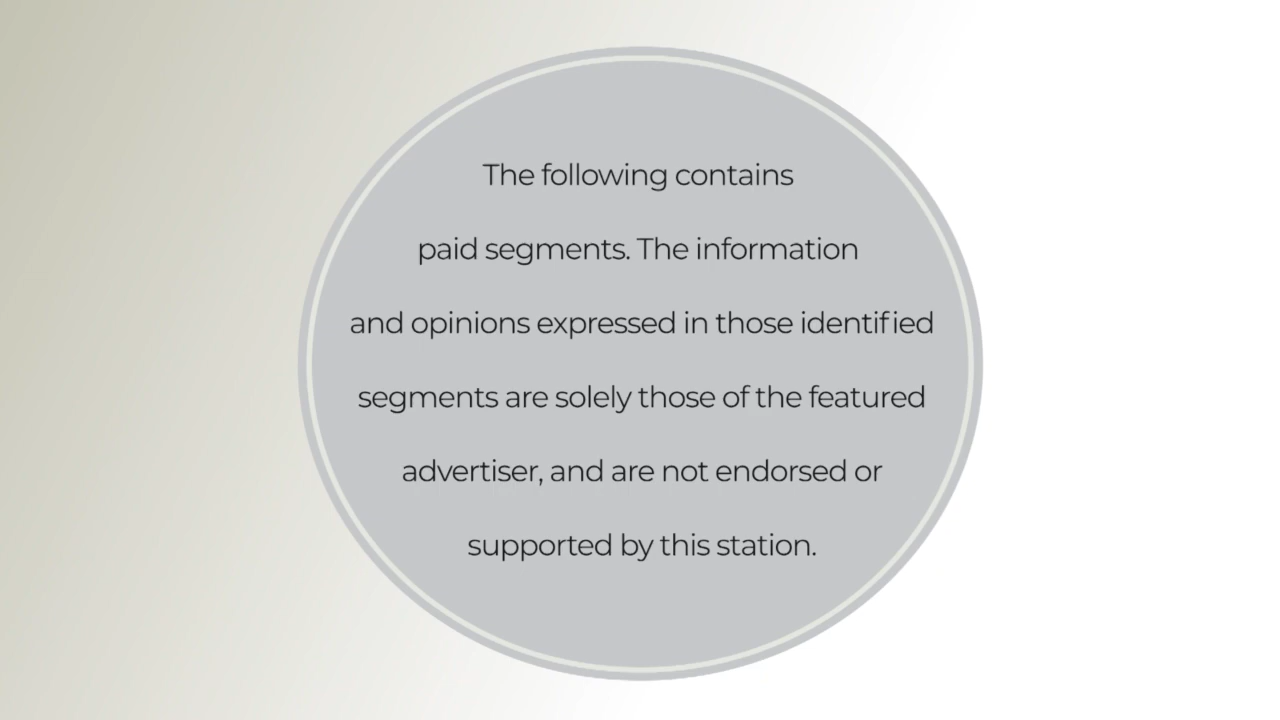 The following contains
paid segments. The information
and opinions expressed in those identified
segments are solely those of the featured
advertiser, and are not endorsed or
supported by this station.